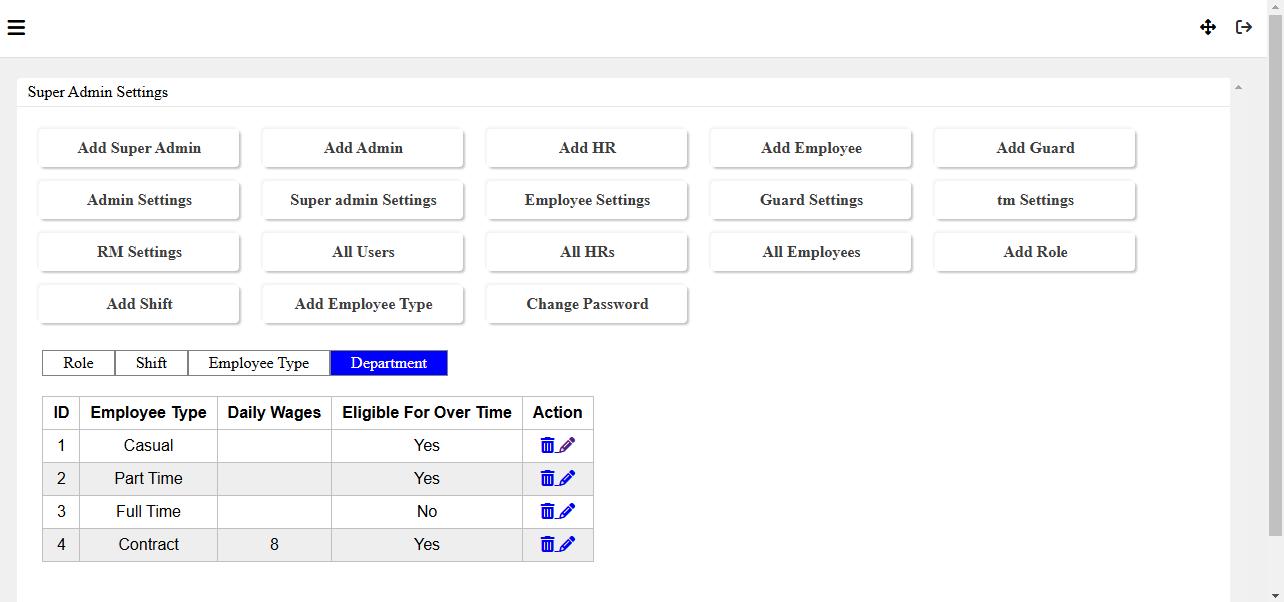 Super Admin Settings
Add Super Admin Add Admin Add HR Add Employee Add Guard
Admin Settings Super admin Settings Employee Settings Guard Settings tm Settings
RM Settings All Users All HRs All Employees Add Role
Add Shift Add Employee Type Change Password
Role Shift Employee Type Department
ID Employee Type Daily Wages Eligible For Over Time Action
1 Casual Yes
2 Part Time Yes
3 Full Time No
4 Contract 8 Yes